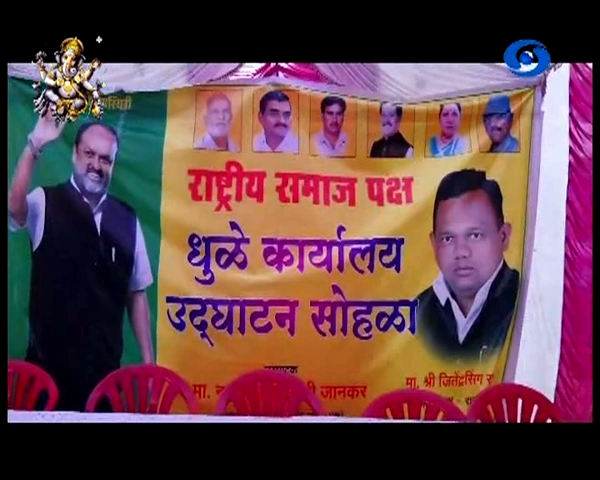 राष्ट्रीय समाज पक्ष
धुळे कार्यालय
उद्‌घाटन सोहळा
मा.
जानकर
मा. श्री जितेंद्रसिंग